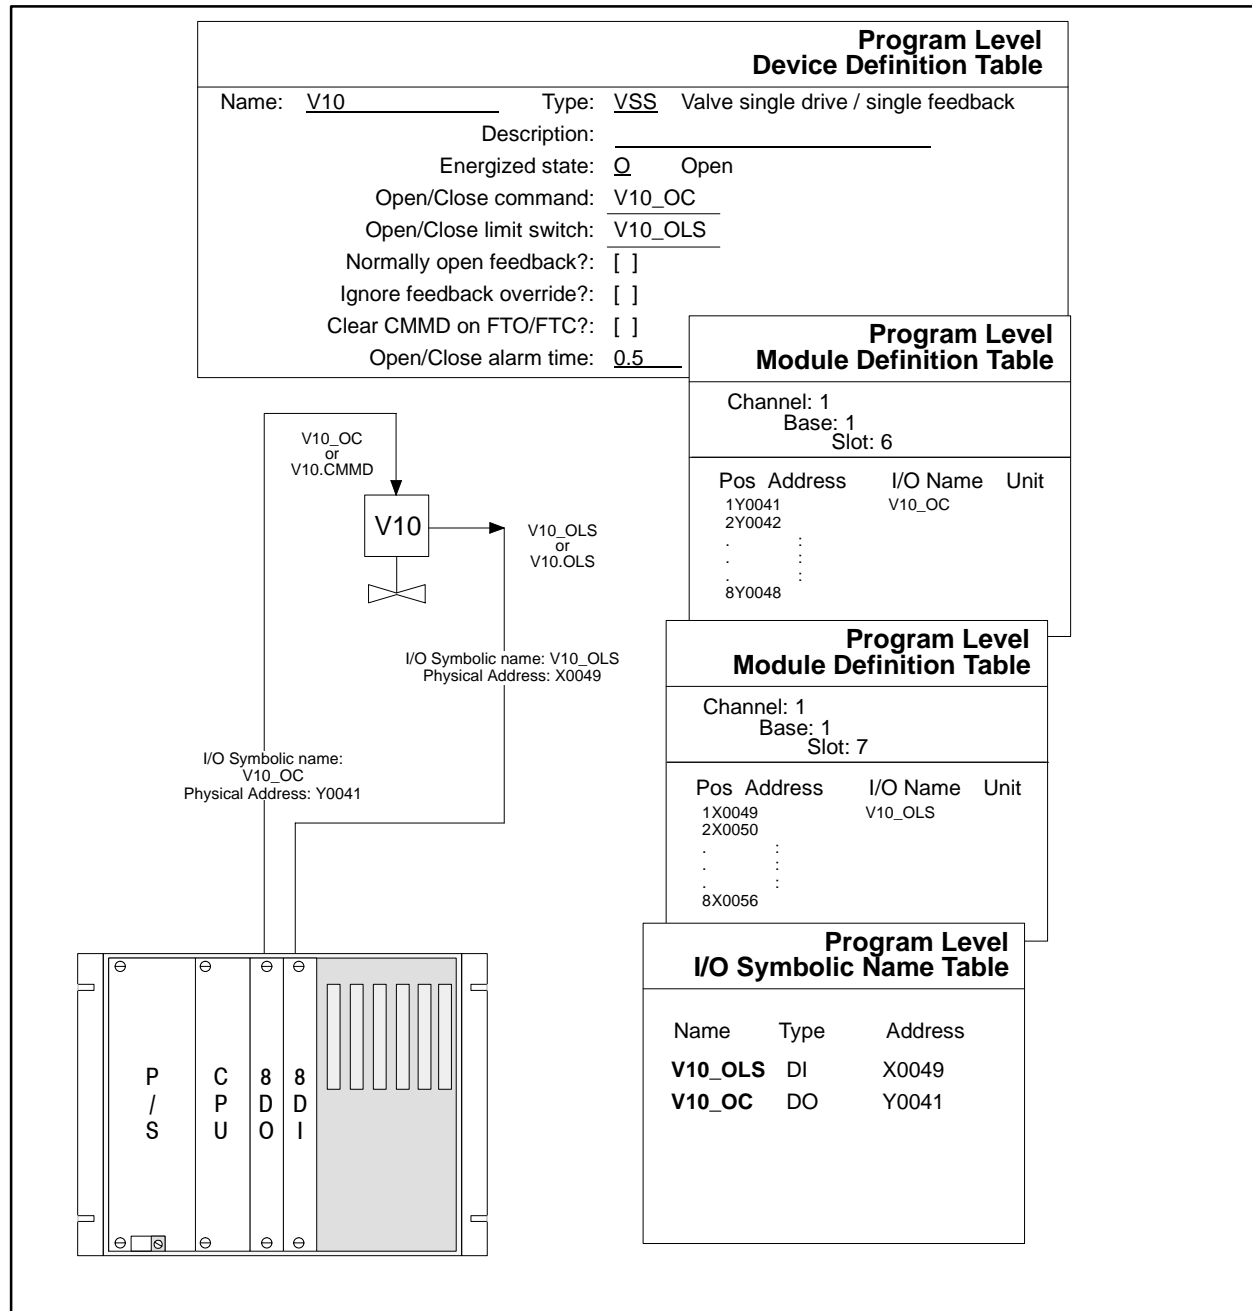 Program Level
Device Definition Table
Name: V10 Type: VSS Valve single drive / single feedback
Description:
Energized state: O Open
Open/Close command: V10_OC
Open/Close limit switch: V10_OLS
Normally open feedback?: [ ]
Ignore feedback override?: [ ]
Clear CMMD on FTO/FTC?: [ ]
Open/Close alarm time: 0.5
Program Level
Module Definition Table
Channel: 1
Base: 1
Slot: 6
Pos Address I/O Name Unit
1Y0041 V10_OC
2Y0042
. :
. :
. :
8Y0048
V10_OC
or
V10.CMMD
V10
V10_OLS
or
V10.OLS
I/O Symbolic name: V10_OLS
Physical Address: X0049
I/O Symbolic name:
V10_OC
Physical Address: Y0041
Program Level
Module Definition Table
Channel: 1
Base: 1
Slot: 7
Pos Address I/O Name Unit
1X0049 V10_OLS
2X0050
. :
. :
. :
8X0056
Program Level
I/O Symbolic Name Table
Name Type Address
V10_OLS DI X0049
V10_OC DO Y0041
P
/
S
C
P
U
8
D
O
8
D
I